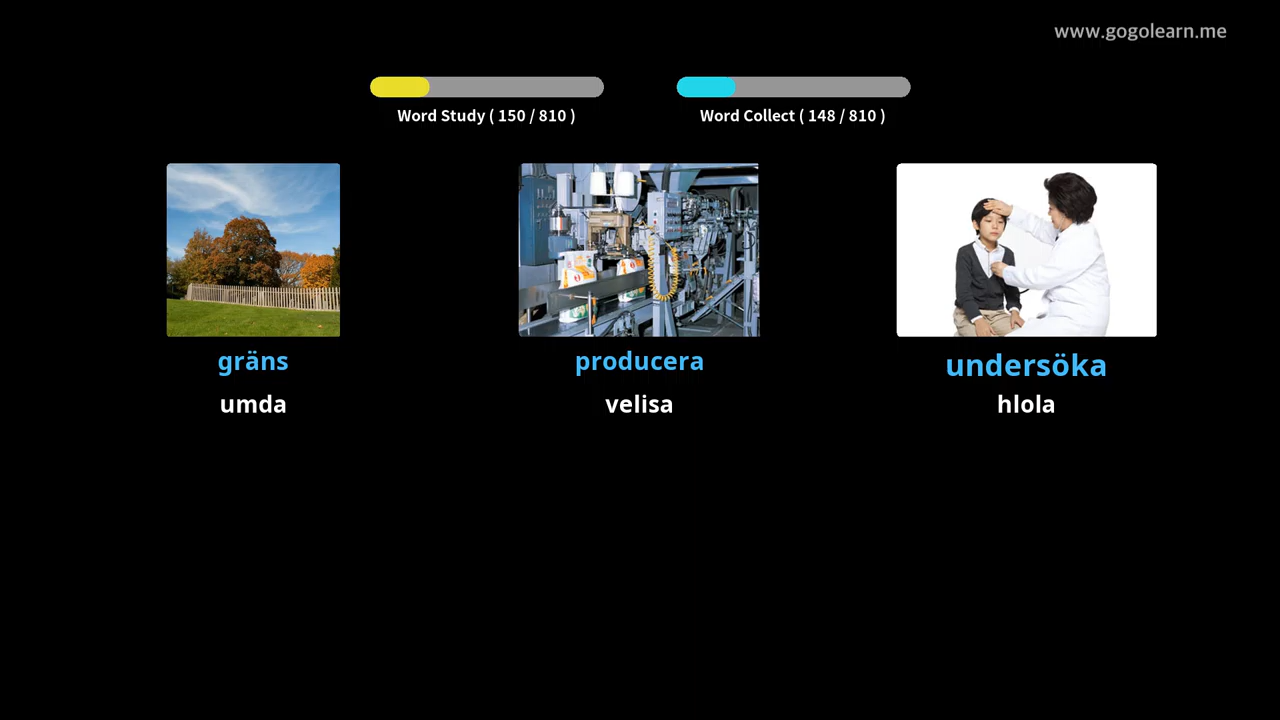 www.gogolearn.me
Word Study ( 150 / 810 )
Word Collect ( 148 / 810 )
gräns
producera
undersöka
umda
velisa
hlola